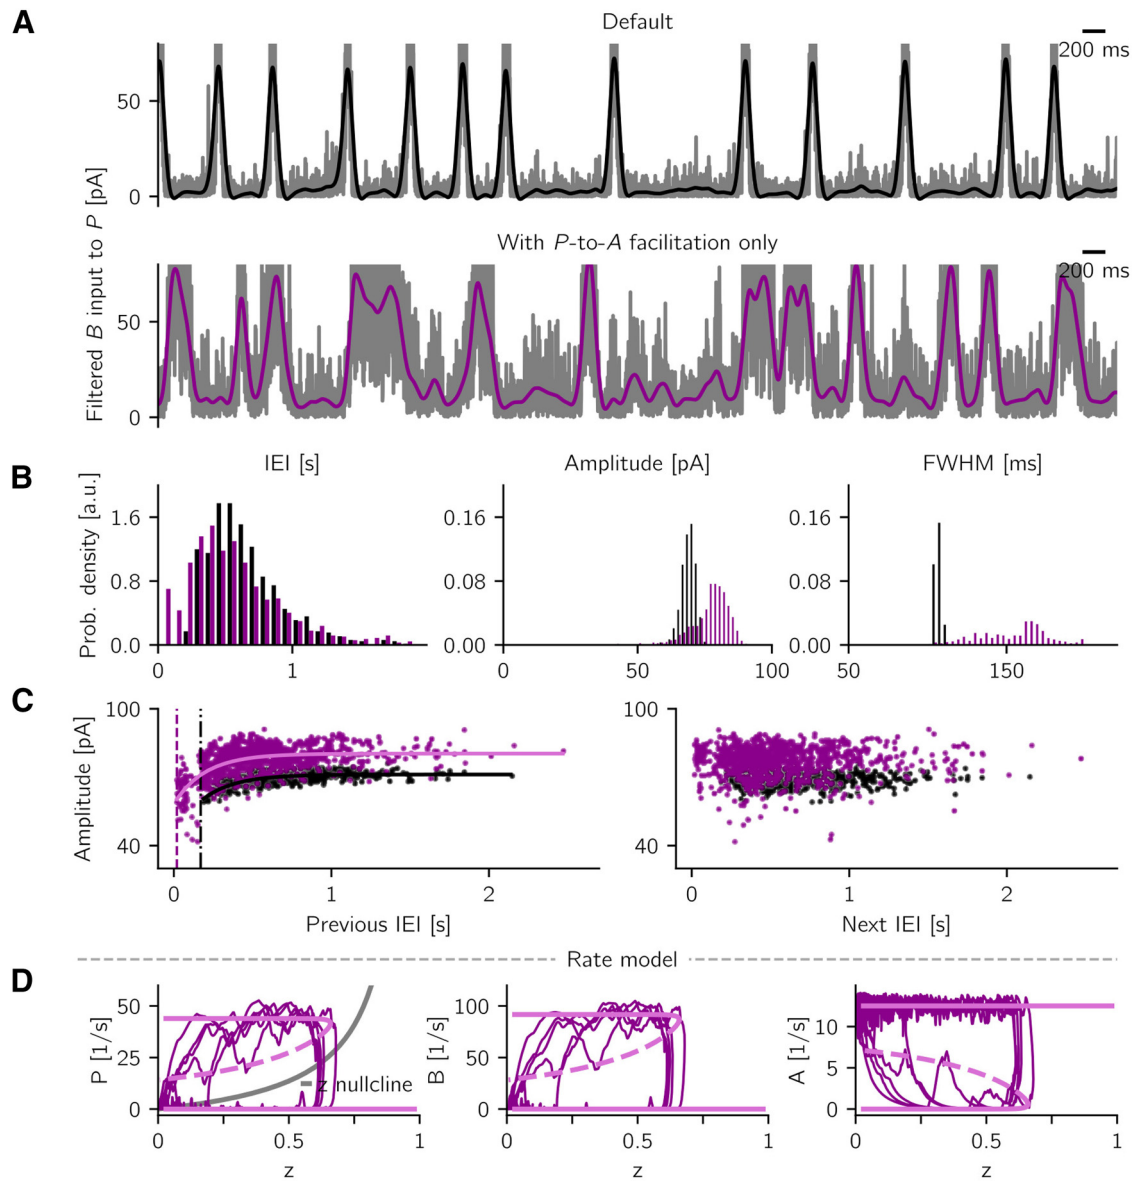 A
Default
200 ms
50
0
Filtered B input to P [pA]
With P-to-A facilitation only
200 ms
50
0
B
IEI [s]
Amplitude [pA]
FWHM [ms]
Prob. density [a.u.]
1.6
0.8
0.0
0
1
0.16
0.08
0.00
0
50
100
0.16
0.08
0.00
50
150
C
Amplitude [pA]
100
40
0
1
2
Previous IEI [s]
100
40
0
1
2
Next IEI [s]
Rate model
D
P [1/s]
50
25
0
z nullcline
0
0.5
1
z
B [1/s]
100
50
0
0
0.5
1
z
A [1/s]
10
5
0
0
0.5
1
z